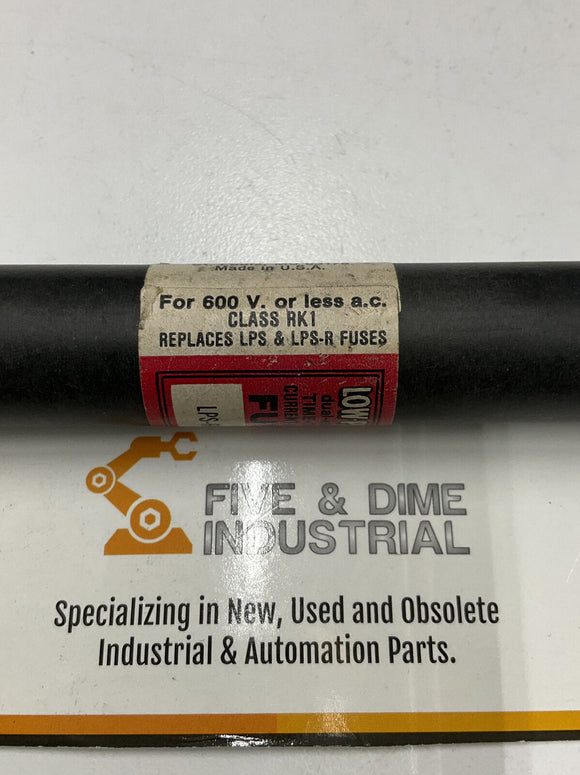 Made in U.S.A.
For 600 V. or less a.c.
CLASS RK1
REPLACES LPS & LPS-R FUSES
FIVE & DIME
INDUSTRIAL
Specializing in New, Used and Obsolete
Industrial & Automation Parts.